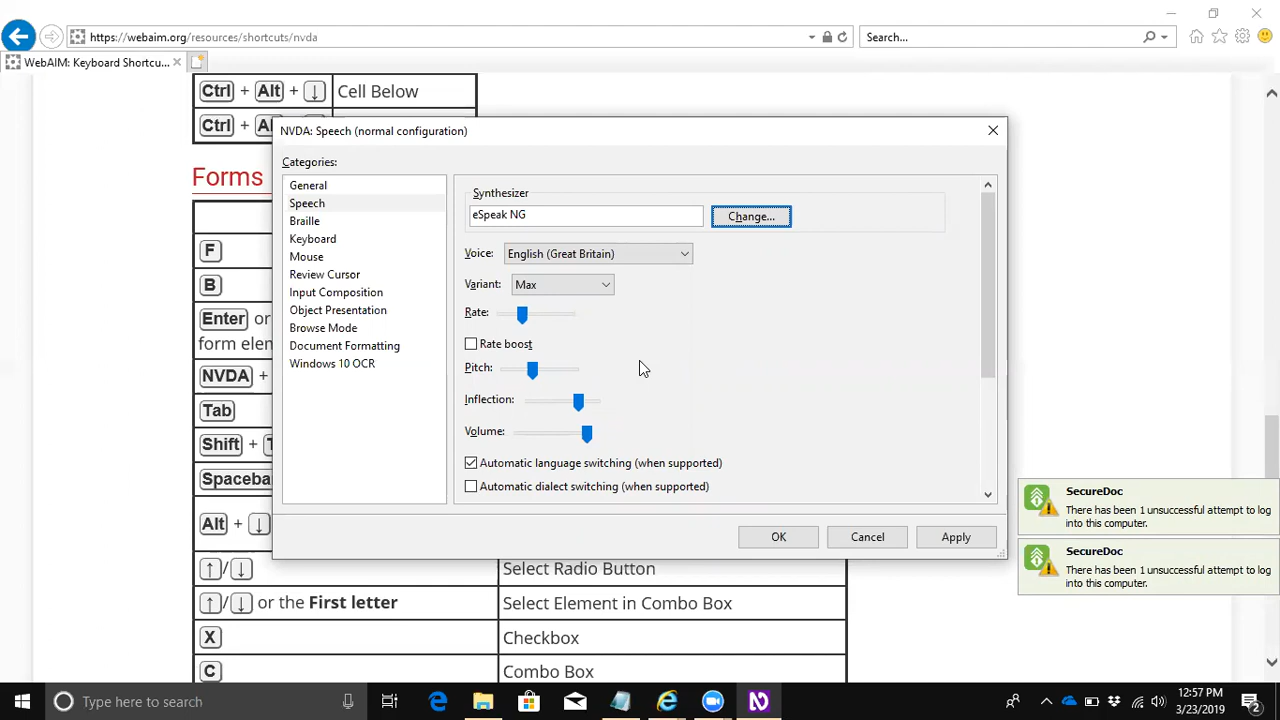 https://webaim.org/resources/shortcuts/nvda
Search...
WebAIM: Keyboard Shortcu...
Ctrl + Alt + ↓ Cell Below
Ctrl +
Forms
F
B
Enter or
form elem
NVDA +
Tab
Shift +
Spaceba
Alt + ↓
↑/↓ Select Radio Button
↑/↓ or the First letter Select Element in Combo Box
X Checkbox
C Combo Box
NVDA: Speech (normal configuration)
Categories:
General
Speech
Braille
Keyboard
Mouse
Review Cursor
Input Composition
Object Presentation
Browse Mode
Document Formatting
Windows 10 OCR
Synthesizer
eSpeak NG Change...
Voice: English (Great Britain)
Variant: Max
Rate:
Rate boost
Pitch:
Inflection:
Volume:
Automatic language switching (when supported)
Automatic dialect switching (when supported)
OK Cancel Apply
SecureDoc
There has been 1 unsuccessful attempt to log
into this computer.
SecureDoc
There has been 1 unsuccessful attempt to log
into this computer.
Type here to search
12:57 PM
3/23/2019
2